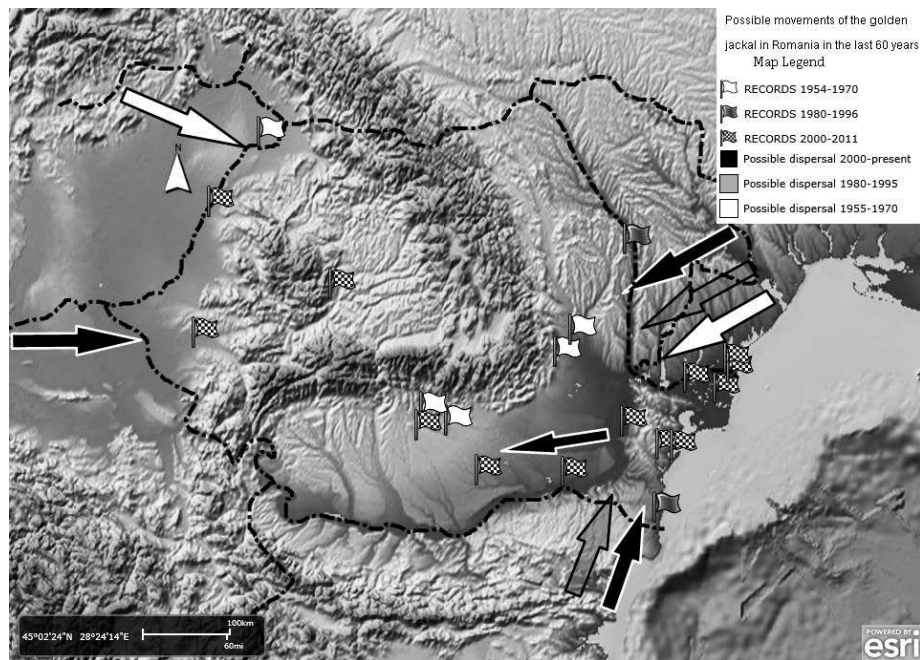 Possible movements of the golden
jackal in Romania in the last 60 years
Map Legend
RECORDS 1954-1970
RECORDS 1980-1996
RECORDS 2000-2011
Possible dispersal 2000-present
Possible dispersal 1980-1995
Possible dispersal 1955-1970
N
45°02'24"N 28°24'14"E
100km
60mi
POWERED BY
esri